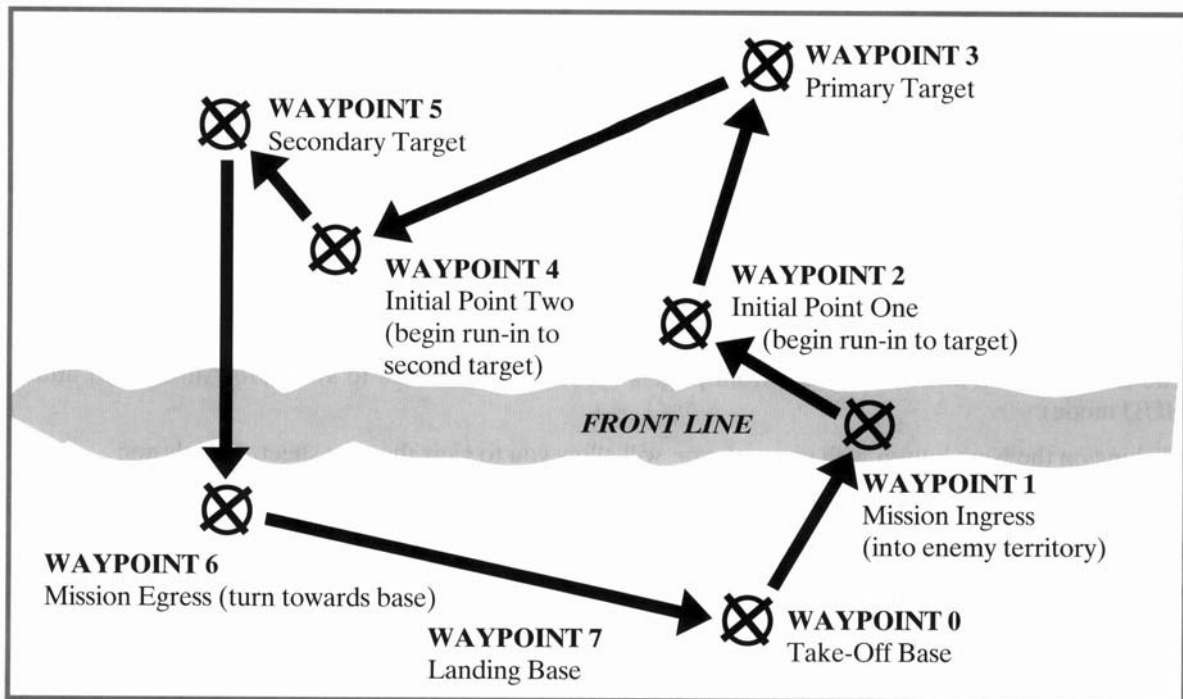 WAYPOINT 3
Primary Target
WAYPOINT 5
Secondary Target
WAYPOINT 4
Initial Point Two
(begin run-in to
second target)
WAYPOINT 2
Initial Point One
(begin run-in to target)
FRONT LINE
WAYPOINT 1
Mission Ingress
(into enemy territory)
WAYPOINT 6
Mission Egress (turn towards base)
WAYPOINT 7
Landing Base
WAYPOINT 0
Take-Off Base